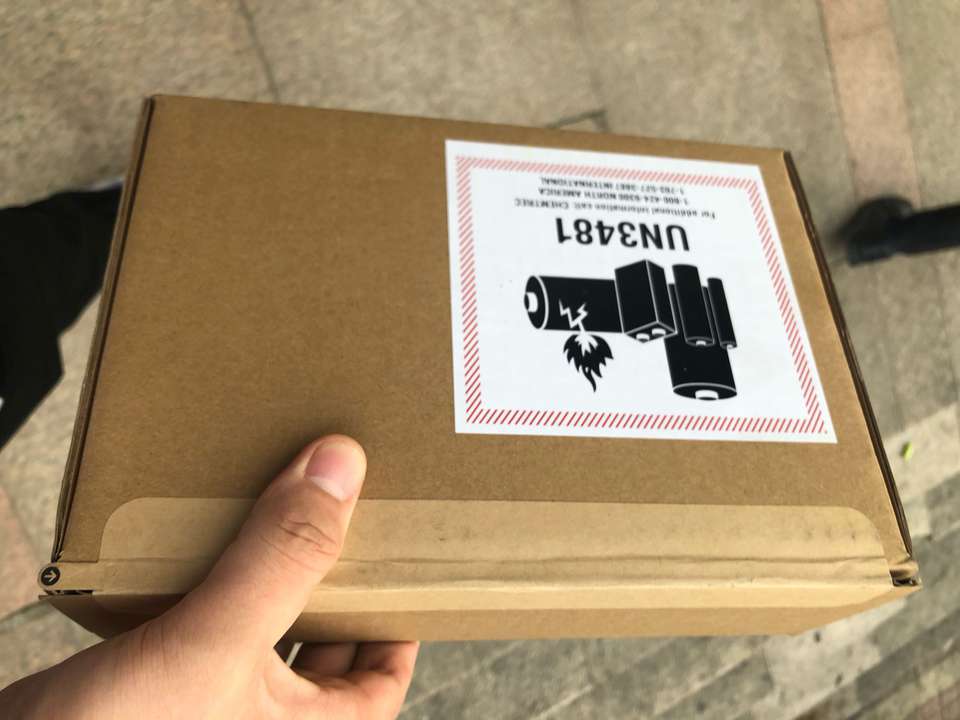 UN3481
For additional information call: CHEMTREC
1-800-424-9300 NORTH AMERICA
1-703-527-3887 INTERNATIONAL